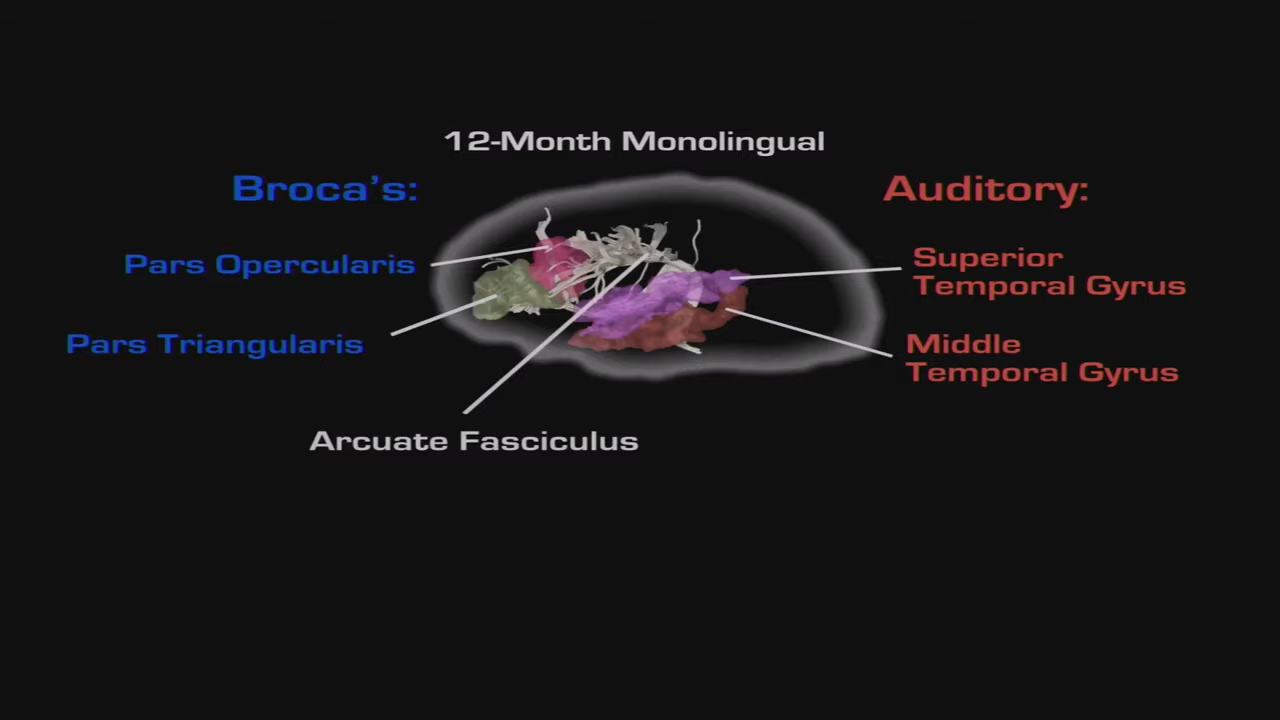 12-Month Monolingual
Broca's:
Pars Opercularis
Pars Triangularis
Arcuate Fasciculus
Auditory:
Superior
Temporal Gyrus
Middle
Temporal Gyrus